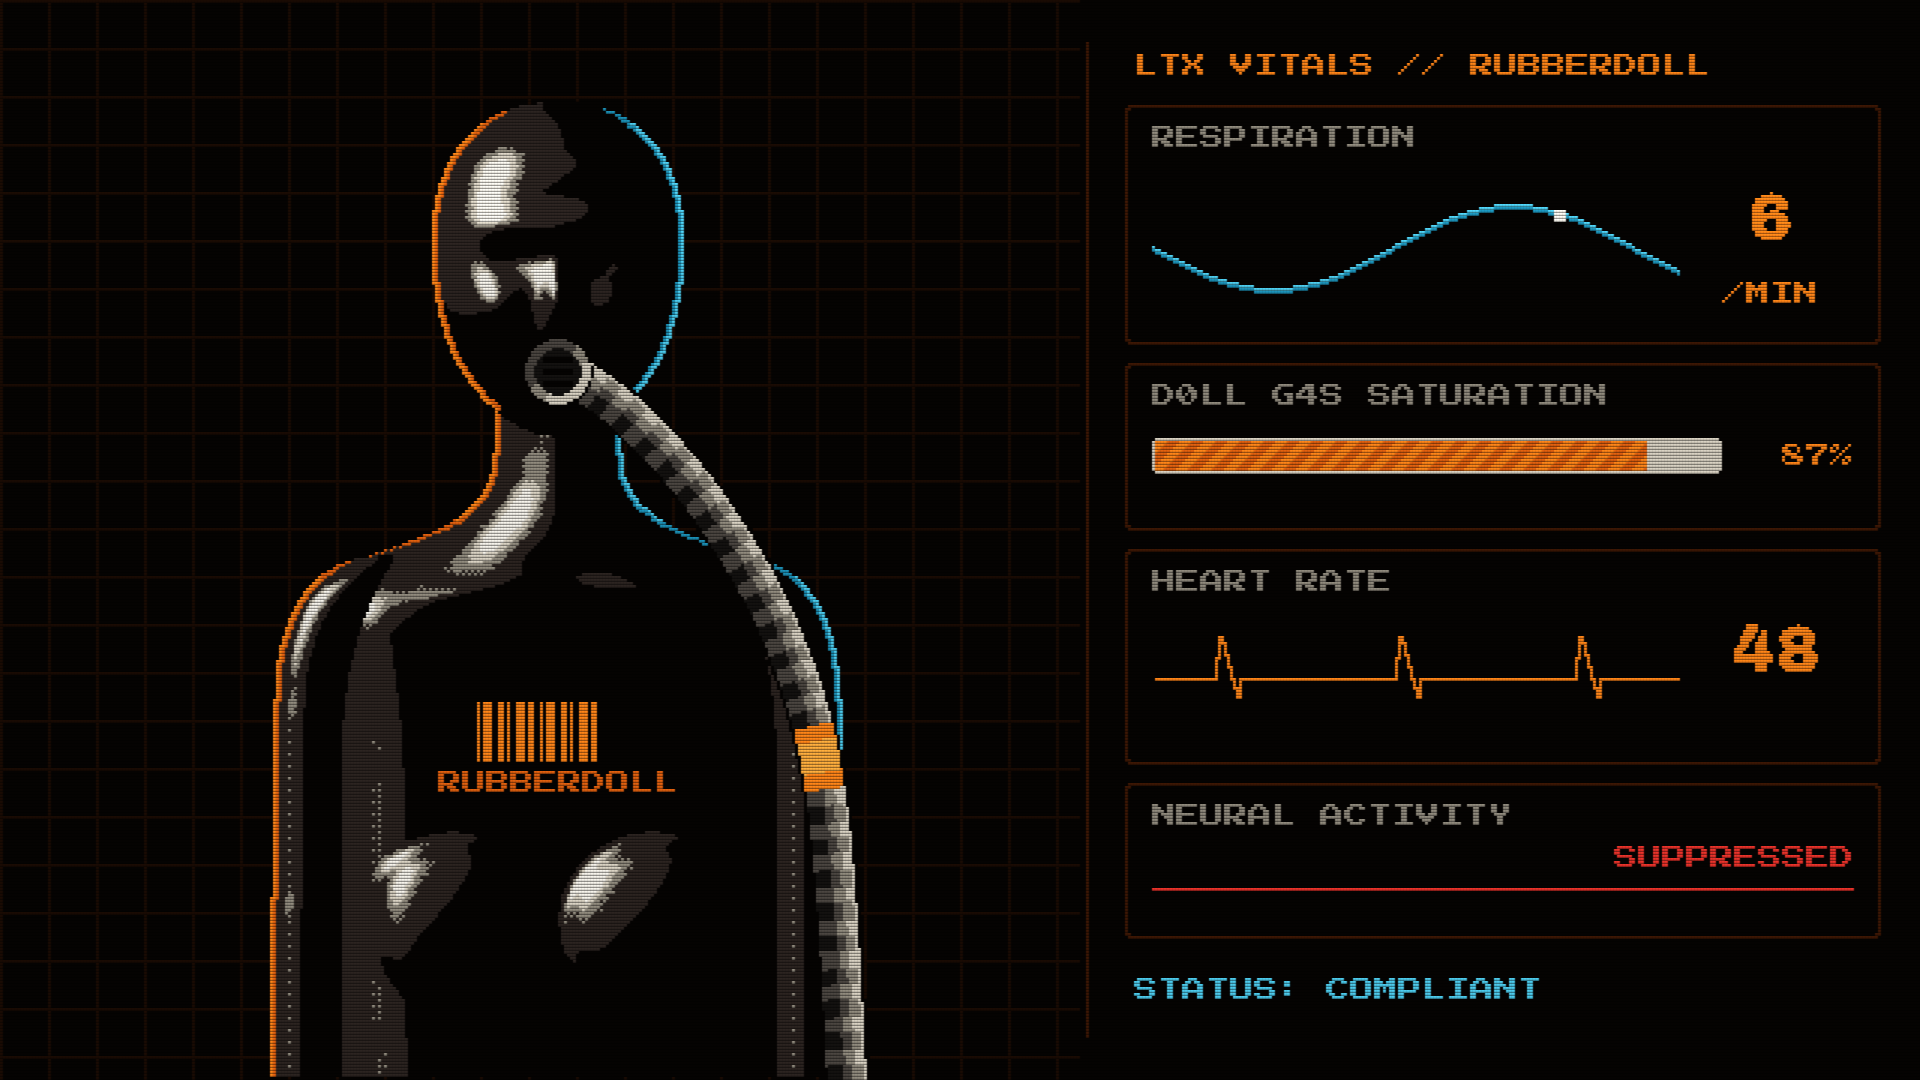 LTX VITALS // RUBBERDOLL
RESPIRATION
6
/MIN
D0LL G4S SATURATION
87%
HEART RATE
48
NEURAL ACTIVITY
SUPPRESSED
STATUS: COMPLIANT
RUBBERDOLL